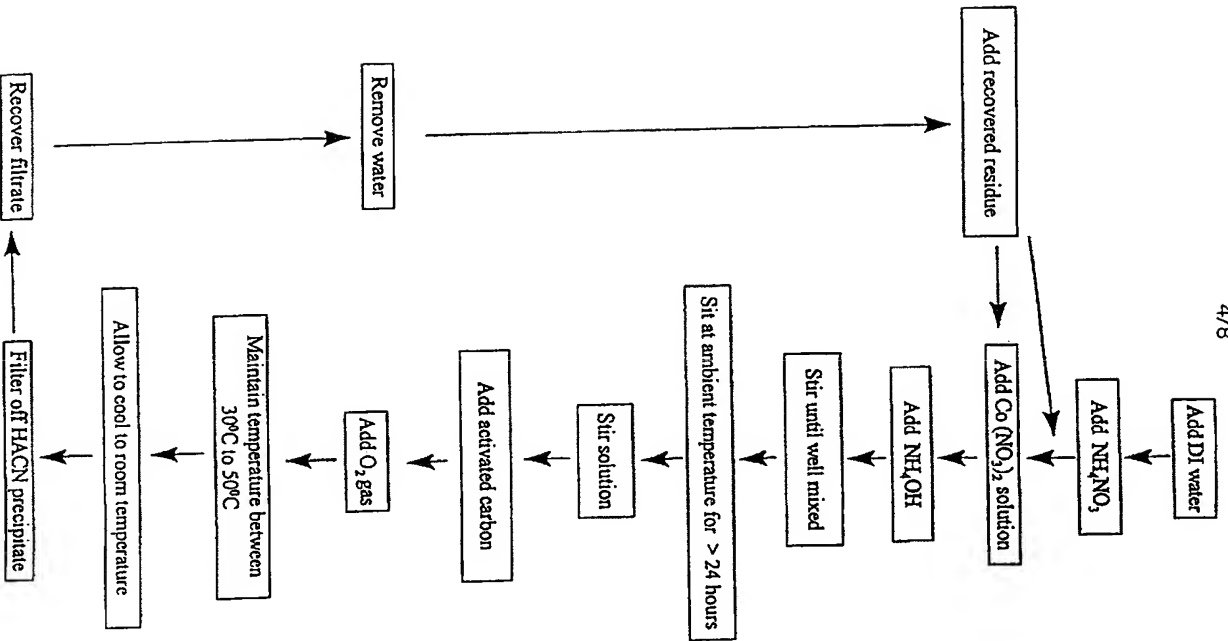 4/8
Add DI water
Add NH₄NO₃
Add Co (NO₃)₂ solution
Add NH₄OH
Stir until well mixed
Sit at ambient temperature for > 24 hours
Stir solution
Add activated carbon
Add O₂ gas
Maintain temperature between
30⁰C to 50⁰C
Allow to cool to room temperature
Filter off HACN precipitate
Recover filtrate
Remove water
Add recovered residue